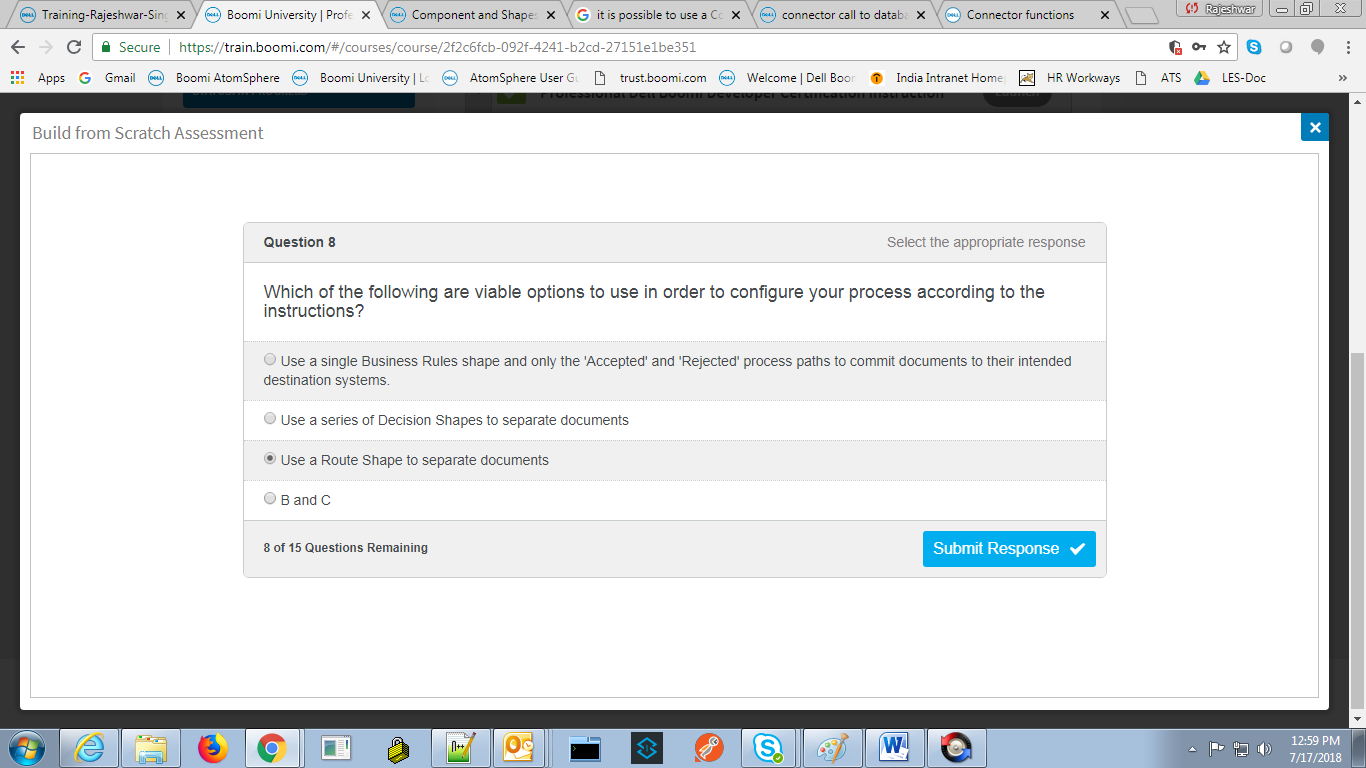 Training-Rajeshwar-Sing
Boomi University | Profe
Component and Shapes
it is possible to use a Co
connector call to databa
Connector functions
Rajeshwar
Secure
https://train.boomi.com/#/courses/course/2f2c6fcb-092f-4241-b2cd-27151e1be351
Apps
Gmail
Boomi AtomSphere
Boomi University | Lo
AtomSphere User Gu
trust.boomi.com
Welcome | Dell Boom
India Intranet Home
HR Workways
ATS
LES-Doc
»
Professional Dell Boomi Developer Certification Instruction
Launch
Build from Scratch Assessment
Question 8
Select the appropriate response
Which of the following are viable options to use in order to configure your process according to the
instructions?
Use a single Business Rules shape and only the 'Accepted' and 'Rejected' process paths to commit documents to their intended
destination systems.
Use a series of Decision Shapes to separate documents
Use a Route Shape to separate documents
B and C
8 of 15 Questions Remaining
Submit Response
12:59 PM
7/17/2018